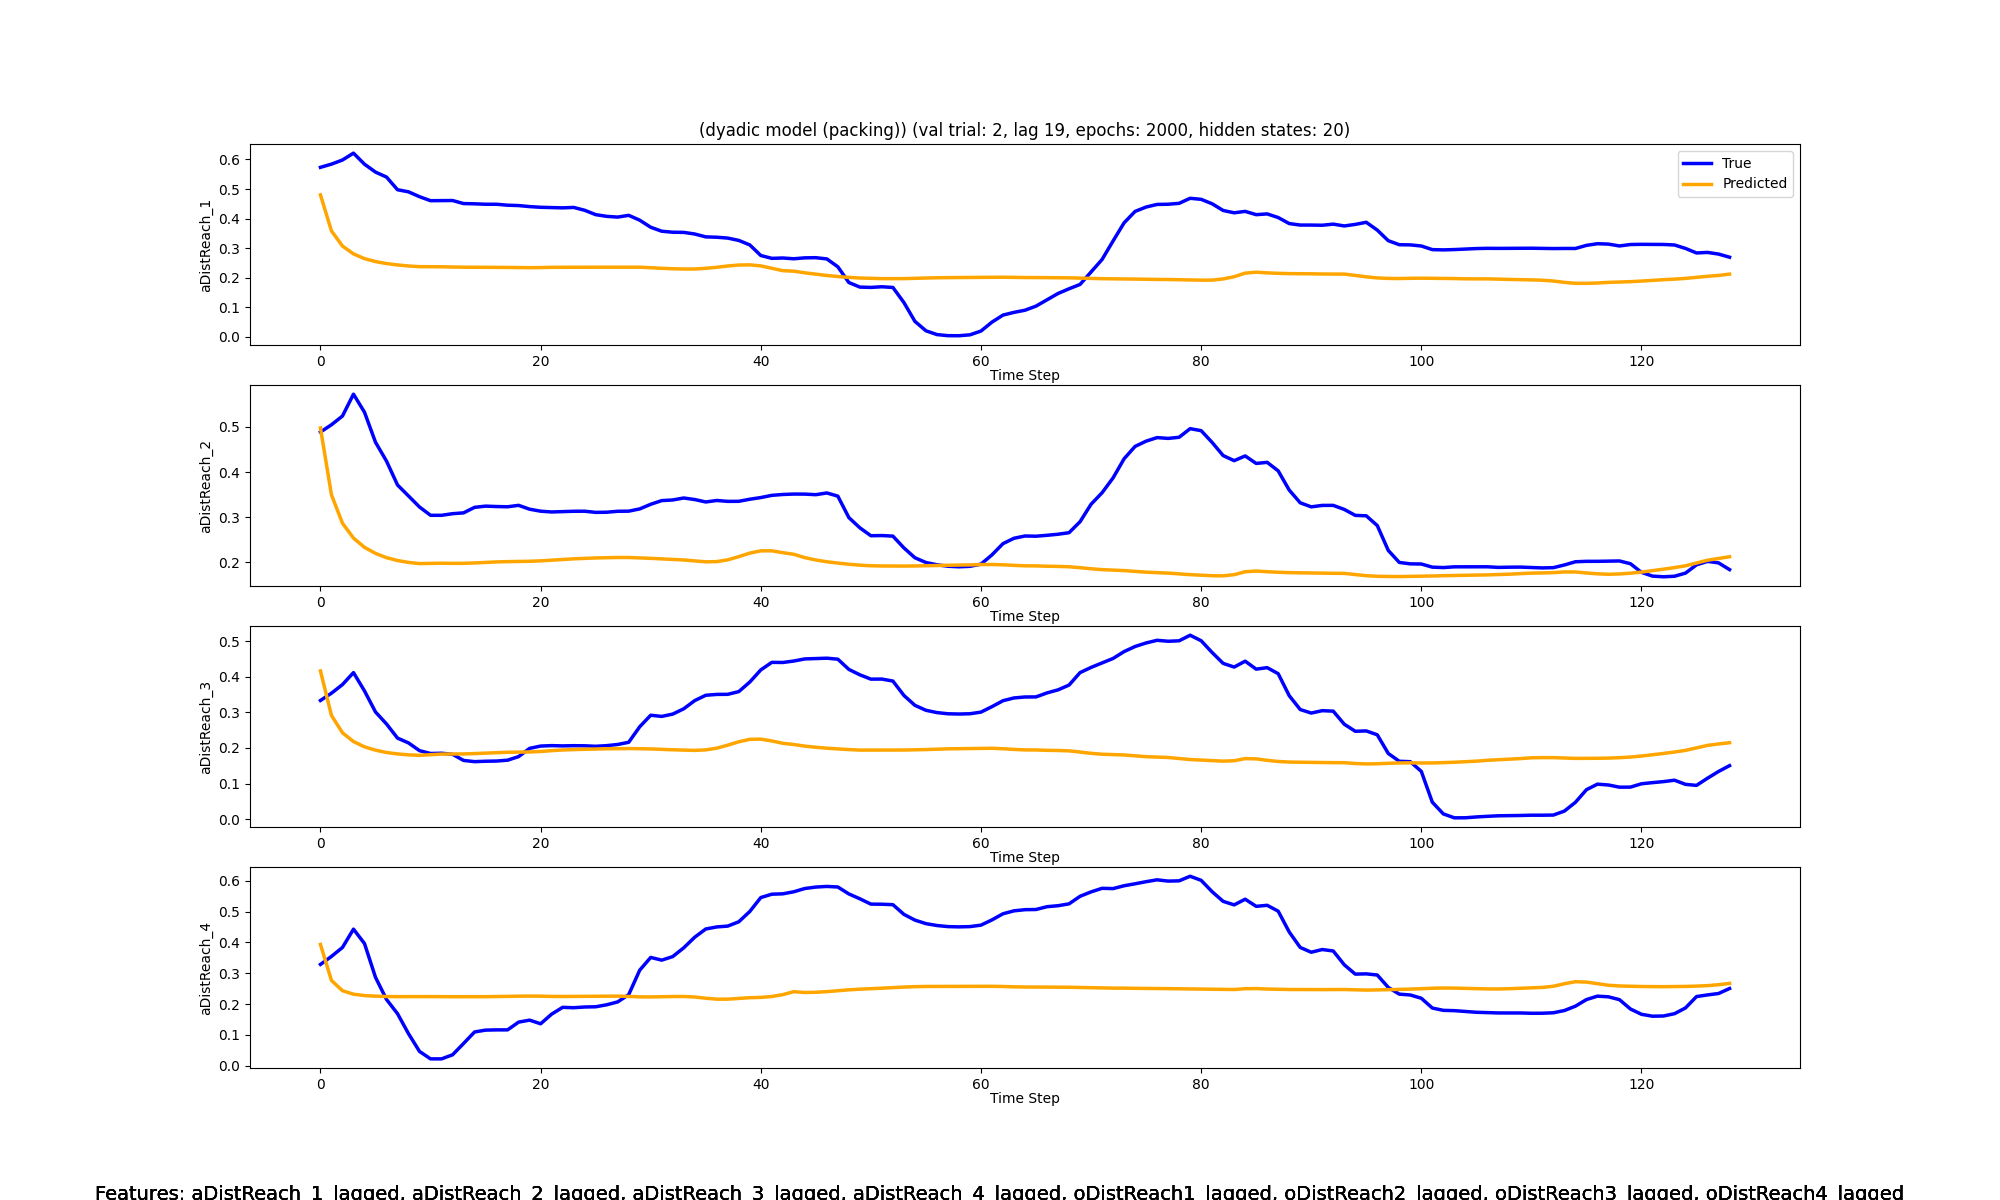 (dyadic model (packing)) (val trial: 2, lag 19, epochs: 2000, hidden states: 20)
True
Predicted
aDistReach_1
0.6
0.5
0.4
0.3
0.2
0.1
0.0
0 20 40 60 80 100 120
Time Step
aDistReach_2
0.5
0.4
0.3
0.2
0 20 40 60 80 100 120
Time Step
aDistReach_3
0.5
0.4
0.3
0.2
0.1
0.0
0 20 40 60 80 100 120
Time Step
aDistReach_4
0.6
0.5
0.4
0.3
0.2
0.1
0.0
0 20 40 60 80 100 120
Time Step
Features: aDistReach_1_lagged, aDistReach_2_lagged, aDistReach_3_lagged, aDistReach_4_lagged, oDistReach1_lagged, oDistReach2_lagged, oDistReach3_lagged, oDistReach4_lagged